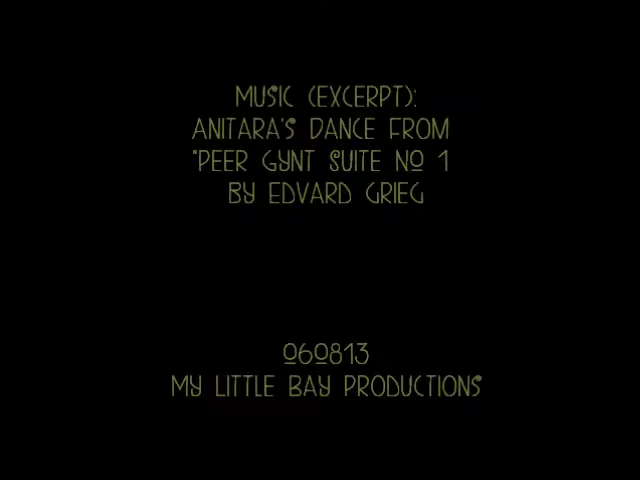 MUSIC (EXCERPT):
ANITARA'S DANCE FROM
"PEER GYNT SUITE NO 1
BY EDVARD GRIEG
060813
MY LITTLE BAY PRODUCTIONS